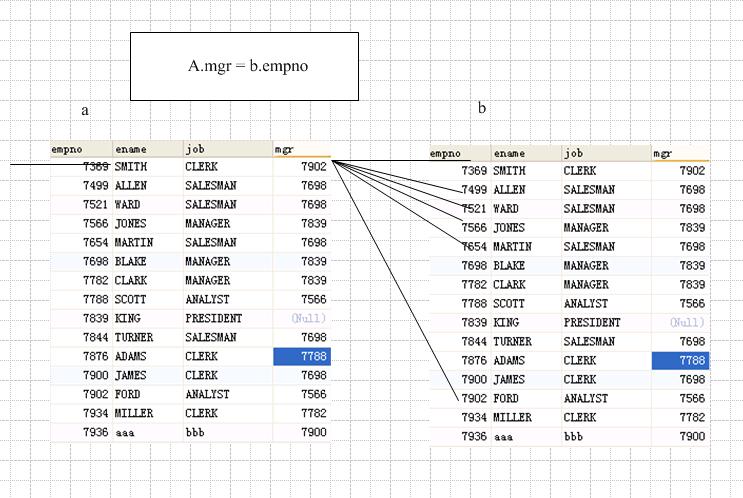 A.mgr = b.empno
a
b
empno ename job mgr
7369 SMITH CLERK 7902
7499 ALLEN SALESMAN 7698
7521 WARD SALESMAN 7698
7566 JONES MANAGER 7839
7654 MARTIN SALESMAN 7698
7698 BLAKE MANAGER 7839
7782 CLARK MANAGER 7839
7788 SCOTT ANALYST 7566
7839 KING PRESIDENT (Null)
7844 TURNER SALESMAN 7698
7876 ADAMS CLERK 7788
7900 JAMES CLERK 7698
7902 FORD ANALYST 7566
7934 MILLER CLERK 7782
7936 aaa bbb 7900
empno ename job mgr
7369 SMITH CLERK 7902
7499 ALLEN SALESMAN 7698
7521 WARD SALESMAN 7698
7566 JONES MANAGER 7839
7654 MARTIN SALESMAN 7698
7698 BLAKE MANAGER 7839
7782 CLARK MANAGER 7839
7788 SCOTT ANALYST 7566
7839 KING PRESIDENT (Null)
7844 TURNER SALESMAN 7698
7876 ADAMS CLERK 7788
7900 JAMES CLERK 7698
7902 FORD ANALYST 7566
7934 MILLER CLERK 7782
7936 aaa bbb 7900